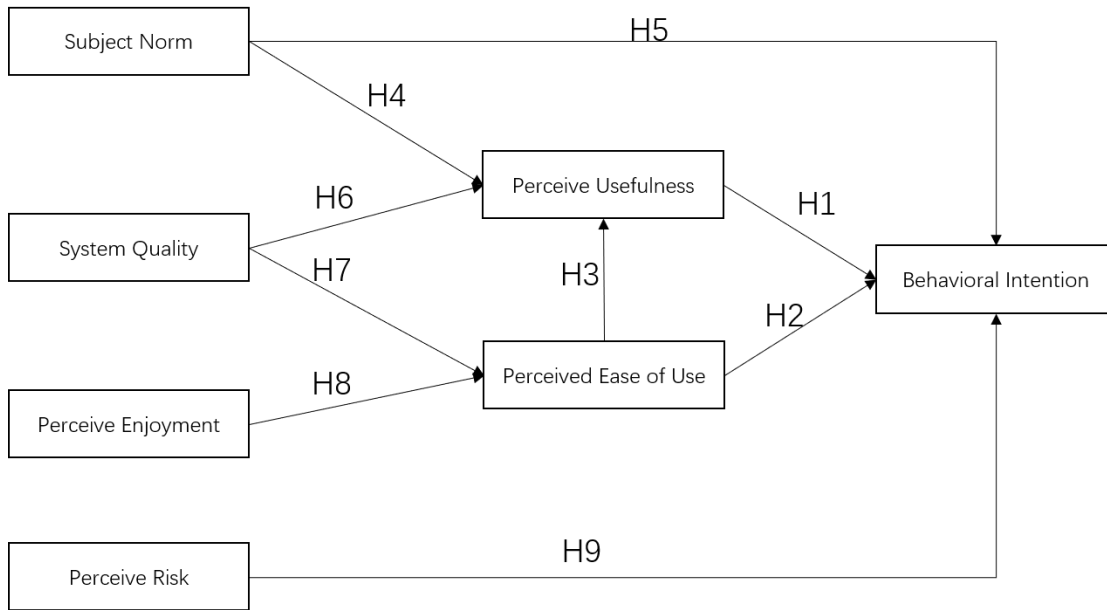 Subject Norm
H5
H4
Perceive Usefulness
H6
H1
System Quality
H7
H3
Behavioral Intention
H2
Perceived Ease of Use
H8
Perceive Enjoyment
H9
Perceive Risk